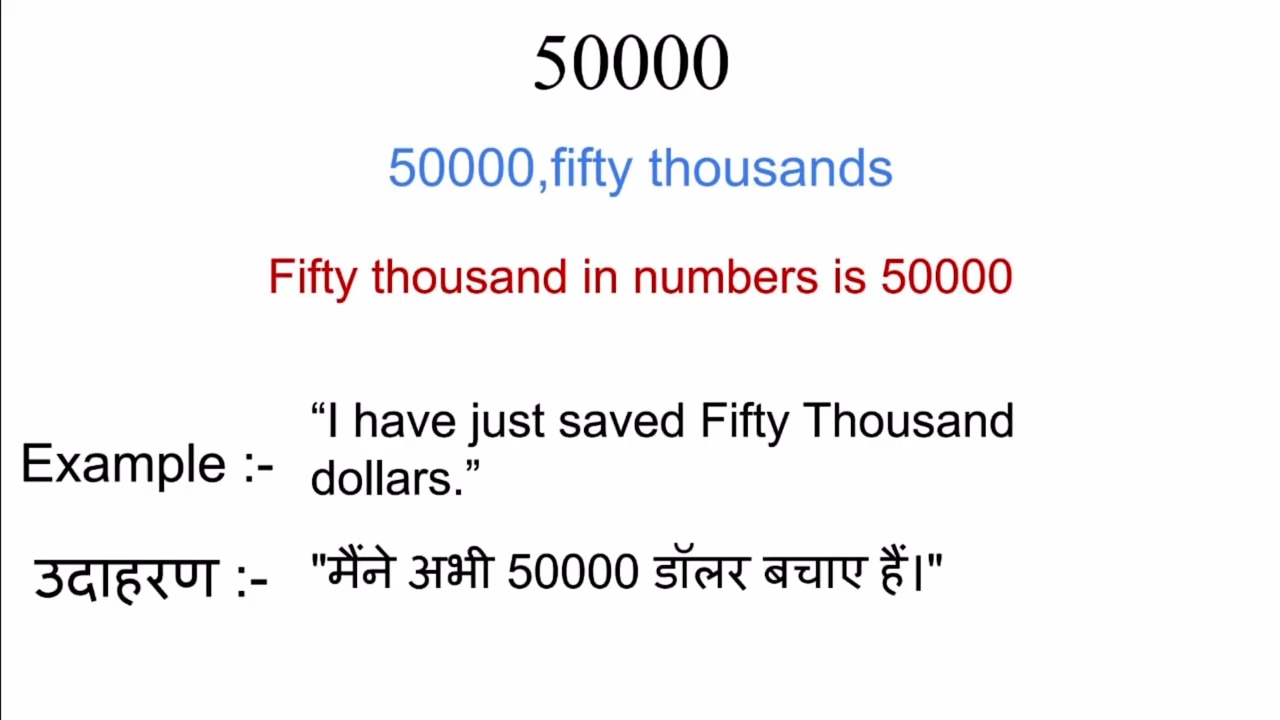 50000
50000,fifty thousands
Fifty thousand in numbers is 50000
Example :-
“I have just saved Fifty Thousand
dollars.”
उदाहरण :-
"मैंने अभी 50000 डॉलर बचाए हैं।"